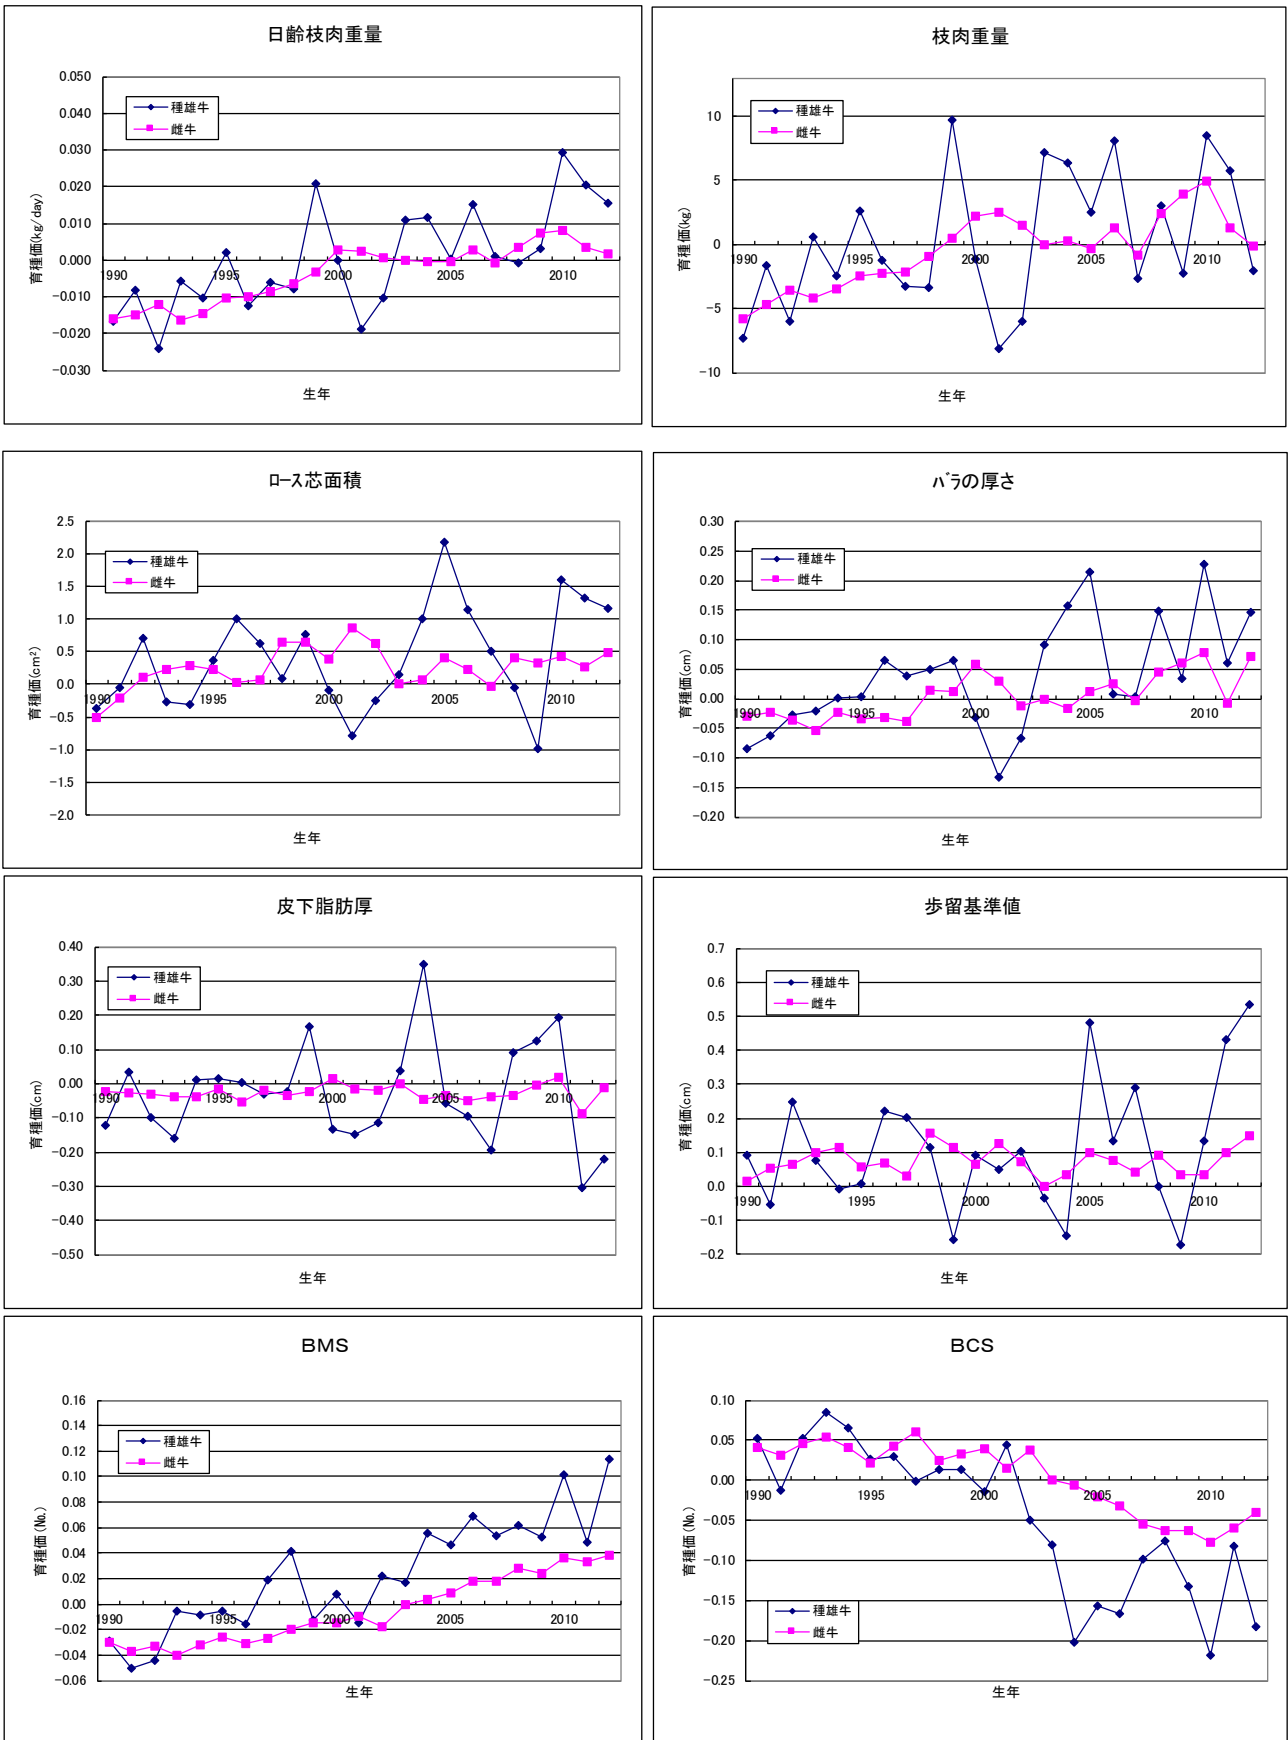 日齢枝肉重量
0.050
0.040
0.030
0.020
0.010
0.000
-0.010
-0.020
-0.030
種雄牛
雌牛
育種価(kg/day)
1990
1995
2000
2005
2010
生年
枝肉重量
10
5
0
-5
-10
種雄牛
雌牛
育種価(kg)
1990
1995
2000
2005
2010
生年
ロース芯面積
2.5
2.0
1.5
1.0
0.5
0.0
-0.5
-1.0
-1.5
-2.0
種雄牛
雌牛
育種価(cm²)
1990
1995
2000
2005
2010
生年
バラの厚さ
0.30
0.25
0.20
0.15
0.10
0.05
0.00
-0.05
-0.10
-0.15
-0.20
種雄牛
雌牛
育種価(cm)
1990
1995
2000
2005
2010
生年
皮下脂肪厚
0.40
0.30
0.20
0.10
0.00
-0.10
-0.20
-0.30
-0.40
-0.50
種雄牛
雌牛
育種価(cm)
1990
1995
2000
2005
2010
生年
歩留基準値
0.7
0.6
0.5
0.4
0.3
0.2
0.1
0.0
-0.1
-0.2
種雄牛
雌牛
育種価(cm)
1990
1995
2000
2005
2010
生年
BMS
0.16
0.14
0.12
0.10
0.08
0.06
0.04
0.02
0.00
-0.02
-0.04
-0.06
種雄牛
雌牛
育種価(No.)
1990
1995
2000
2005
2010
生年
BCS
0.10
0.05
0.00
-0.05
-0.10
-0.15
-0.20
-0.25
種雄牛
雌牛
育種価(No.)
1990
1995
2000
2005
2010
生年